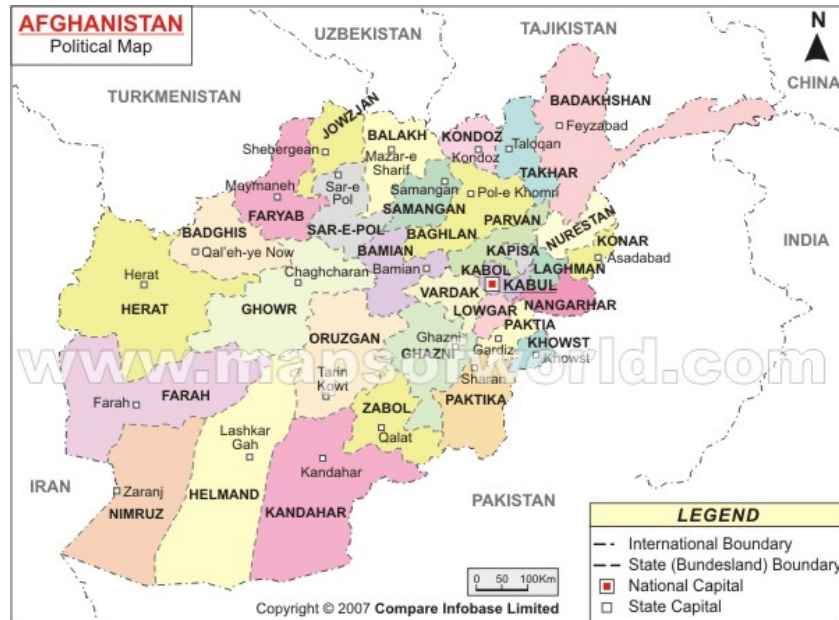 AFGHANISTAN
Political Map
UZBEKISTAN
TAJIKISTAN
N
CHINA
TURKMENISTAN
JOWZJAN
BALAKH
KONDOZ
BADAKHSHAN
Feyzabad
Shebergean
Mazar-e
Sharif
Kondoz
Taloqan
TAKHAR
Meymaneh
Sar-e
Pol
Samangan
Pol-e Khomri
FARYAB
SAMANGAN
PARVAN
NURESTAN
BADGHIS
SAR-E-POL
BAGHLAN
KONAR
INDIA
Qal'eh-ye Now
BAMIAN
KAPISA
Asadabad
Herat
Chaghcharan
Bamian
KABOL
LAGHMAN
HERAT
GHOWR
VARDAK
KABUL
LOWGAR
NANGARHAR
ORUZGAN
PAKTIA
Ghazni
GHAZNI
Gardiz
KHOWST
Khowst
www.mapsofworld.com
Tarin
Kowt
Sharan
Farah
FARAH
ZABOL
PAKTIKA
Lashkar
Gah
Qalat
IRAN
Zaranj
Kandahar
NIMRUZ
HELMAND
KANDAHAR
PAKISTAN
LEGEND
International Boundary
State (Bundesland) Boundary
National Capital
State Capital
0 50 100Km
Copyright © 2007 Compare Infobase Limited